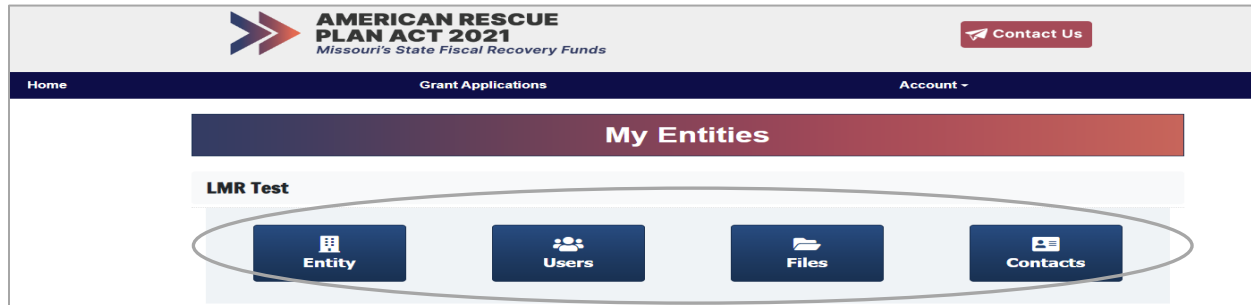 AMERICAN RESCUE
PLAN ACT 2021
Missouri's State Fiscal Recovery Funds
Contact Us
Home Grant Applications Account
My Entities
LMR Test
Entity Users Files Contacts